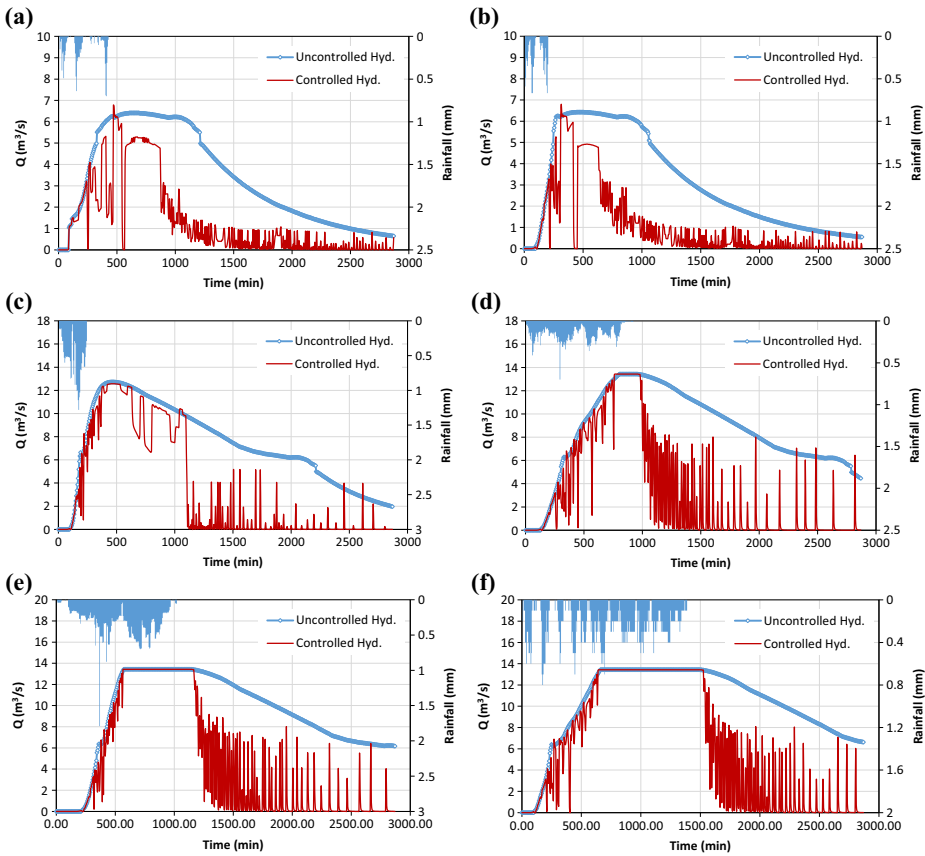 (a)
10
9
8
7
6
5
4
3
2
1
0
Q (m³/s)
0
0.5
1
1.5
2
2.5
Rainfall (mm)
Uncontrolled Hyd.
Controlled Hyd.
0 500 1000 1500 2000 2500 3000
Time (min)
(b)
10
9
8
7
6
5
4
3
2
1
0
Q (m³/s)
0
0.5
1
1.5
2
2.5
Rainfall (mm)
Uncontrolled Hyd.
Controlled Hyd.
0 500 1000 1500 2000 2500 3000
Time (min)
(c)
18
16
14
12
10
8
6
4
2
0
Q (m³/s)
0
0.5
1
1.5
2
2.5
3
Rainfall (mm)
Uncontrolled Hyd.
Controlled Hyd.
0 500 1000 1500 2000 2500 3000
Time (min)
(d)
18
16
14
12
10
8
6
4
2
0
Q (m³/s)
0
0.5
1
1.5
2
2.5
Rainfall (mm)
Uncontrolled Hyd.
Controlled Hyd.
0 500 1000 1500 2000 2500 3000
Time (min)
(e)
20
18
16
14
12
10
8
6
4
2
0
Q (m³/s)
0
0.5
1
1.5
2
2.5
3
Rainfall (mm)
Uncontrolled Hyd.
Controlled Hyd.
0.00 500.00 1000.00 1500.00 2000.00 2500.00 3000.00
Time (min)
(f)
20
18
16
14
12
10
8
6
4
2
0
Q (m³/s)
0
0.4
0.8
1.2
1.6
2
Rainfall (mm)
Uncontrolled Hyd.
Controlled Hyd.
0.00 500.00 1000.00 1500.00 2000.00 2500.00 3000.00
Time (min)